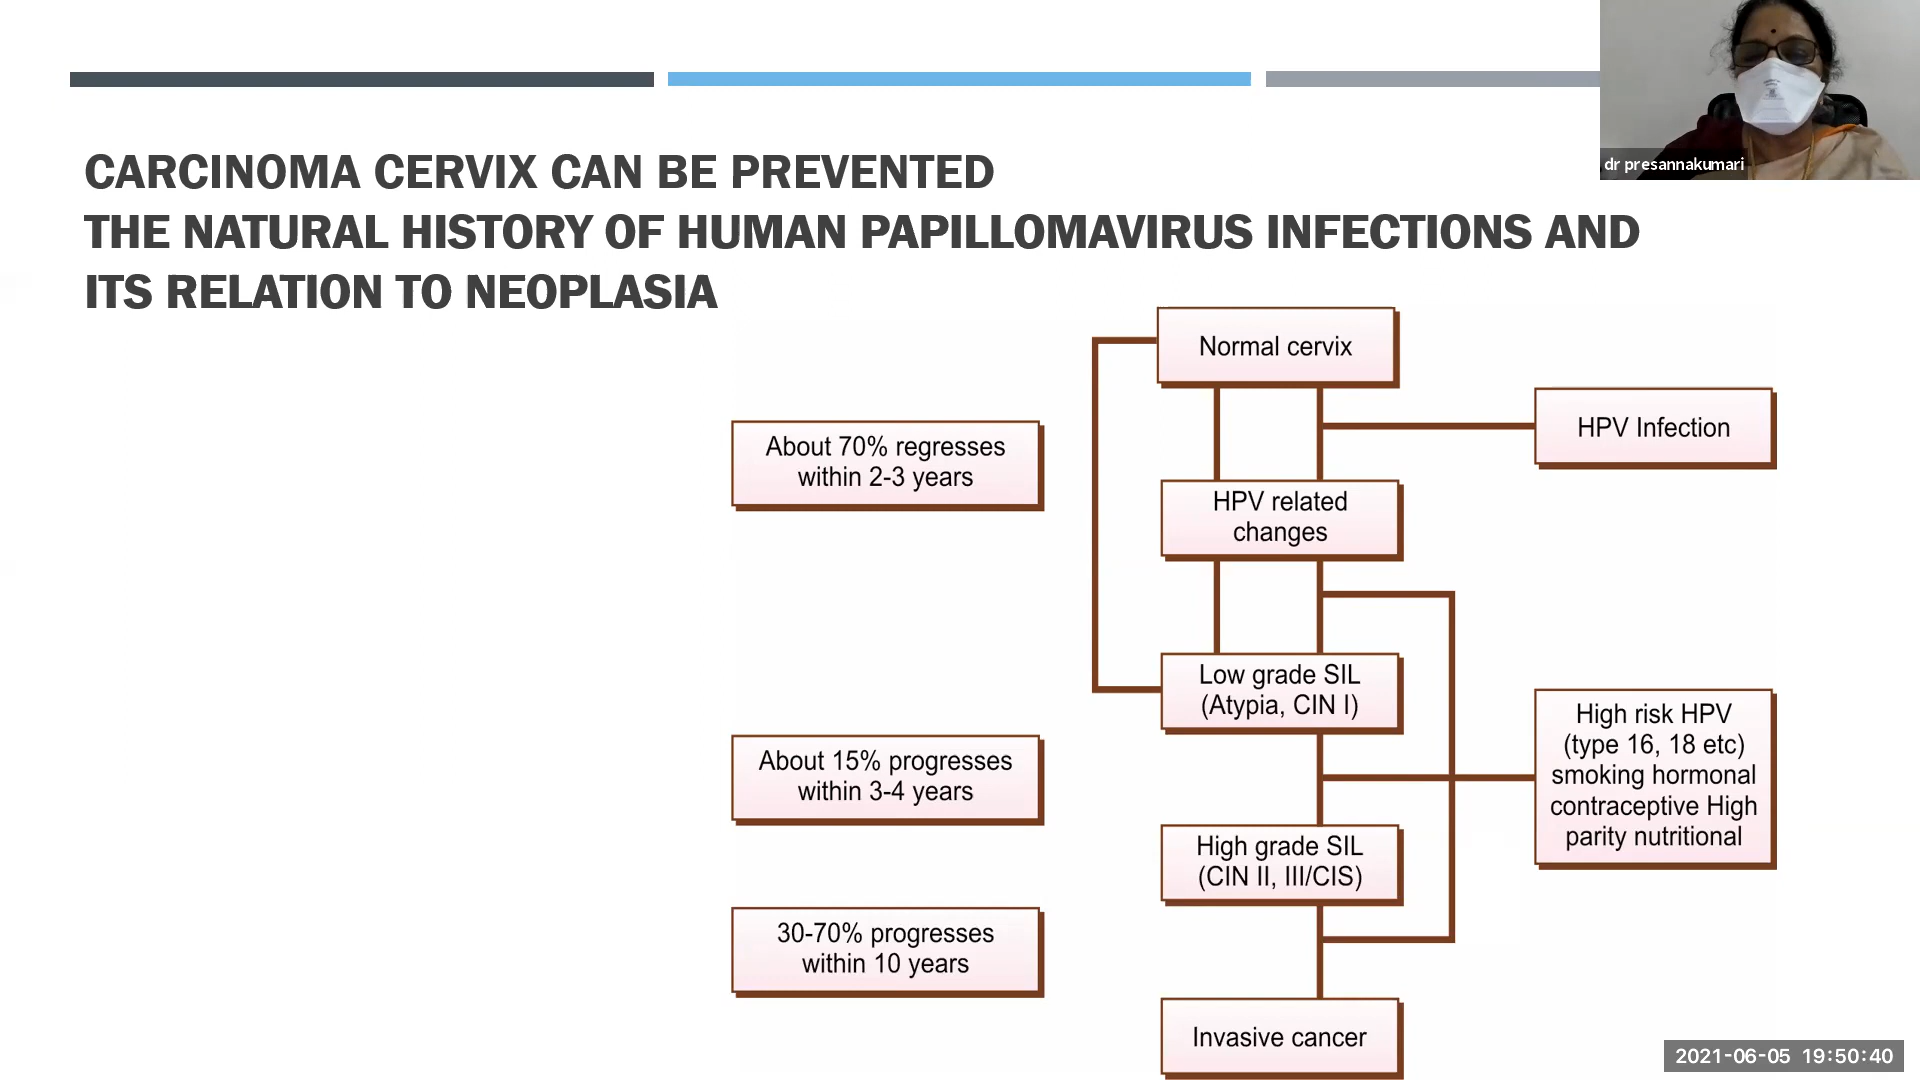 dr presannakumari
CARCINOMA CERVIX CAN BE PREVENTED
THE NATURAL HISTORY OF HUMAN PAPILLOMAVIRUS INFECTIONS AND
ITS RELATION TO NEOPLASIA
Normal cervix
HPV Infection
About 70% regresses
within 2-3 years
HPV related
changes
Low grade SIL
(Atypia, CIN I)
High risk HPV
(type 16, 18 etc)
smoking hormonal
contraceptive High
parity nutritional
About 15% progresses
within 3-4 years
High grade SIL
(CIN II, III/CIS)
30-70% progresses
within 10 years
Invasive cancer
2021-06-05 19:50:40